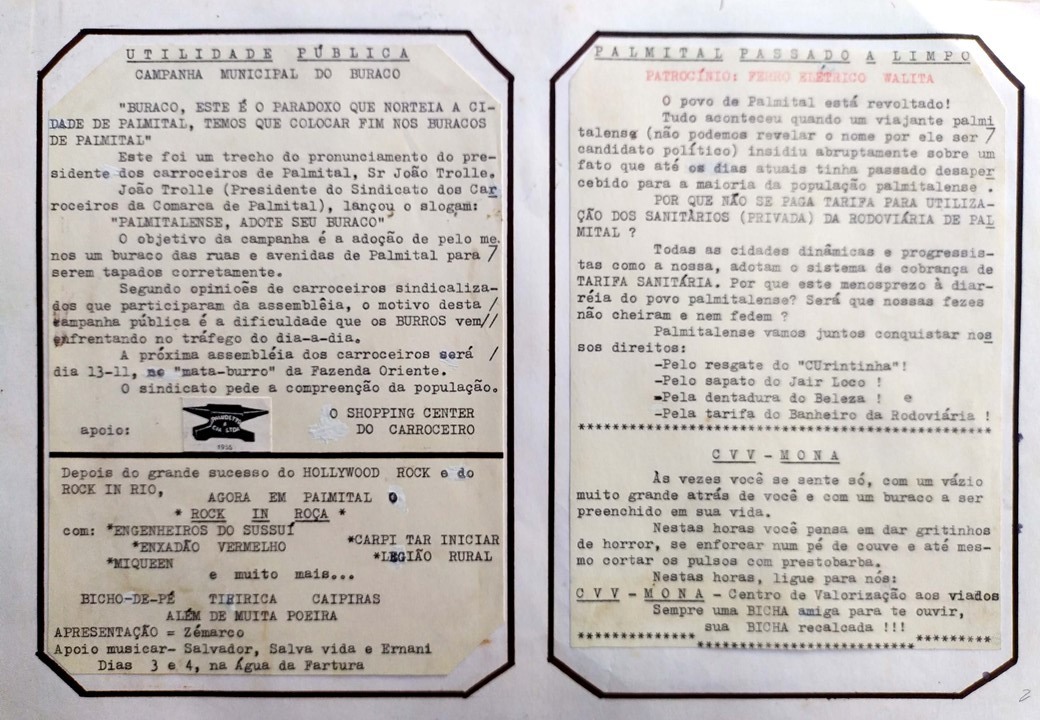 UTILIDADE PÚBLICA
CAMPANHA MUNICIPAL DO BURACO
"BURACO, ESTE É O PARADOXO QUE NORTEIA A CI-
DADE DE PALMITAL, TEMOS QUE COLOCAR FIM NOS BURACOS
DE PALMITAL"
Este foi um trecho do pronunciamento do pre-
sidente dos carroceiros de Palmital, Sr João Trolle.
João Trolle (Presidente do Sindicato dos Car
roceiros da Comarca de Palmital), lançou o slogam:
"PALMITALENSE, ADOTE SEU BURACO"
O objetivo da campanha é a adoção de pelo me
nos um buraco das ruas e avenidas de Palmital para /
serem tapados corretamente.
Segundo opiniões de carroceiros sindicaliza-
dos que participaram da assemblêia, o motivo desta /
campanha pública é a dificuldade que os BURROS vem//
enfrentando no tráfego do dia-a-dia.
A próxima assembléia dos carroceiros será /
dia 13-11, no "mata-burro" da Fazenda Oriente.
O sindicato pede a compreenção da população.
apoio:
& CIA LTDA
O SHOPPING CENTER
DO CARROCEIRO
Depois do grande sucesso do HOLLYWOOD ROCK e do
ROCK IN RIO,
AGORA EM PALMITAL O
* ROCK IN ROÇA *
com: *ENGENHEIROS DO SUSSUÍ
*CARPI TAR INICIAR
*ENXADÃO VERMELHO
*LEGIÃO RURAL
*MIQUEEN
e muito mais...
BICHO-DE-PÉ TIRIRICA CAIPIRAS
ALÉM DE MUITA POEIRA
APRESENTAÇÃO = Zémarco
Apoio musicar- Salvador, Salva vida e Ernani
Dias 3 e 4, na Água da Fartura
PALMITAL PASSADO A LIMPO
PATROCÍNIO: FERRO ELÉTRICO WALITA
O povo de Palmital está revoltado!
Tudo aconteceu quando um viajante palmi
talense (não podemos revelar o nome por ele ser /
candidato político) insidiu abruptamente sobre um
fato que até os dias atuais tinha passado desaper
cebido para a maioria da população palmitalense .
POR QUE NÃO SE PAGA TARIFA PARA UTILIZA-
ÇÃO DOS SANITÁRIOS (PRIVADA) DA RODOVIÁRIA DE PAL
MITAL ?
Todas as cidades dinâmicas e progressis-
tas como a nossa, adotam o sistema de cobrança de
TARIFA SANITÁRIA. Por que este menosprezo à diar-
réia do povo palmitalense? Será que nossas fezes
não cheiram e nem fedem ?
Palmitalense vamos juntos conquistar nos
sos direitos:
-Pelo resgate do "CUrintinha"!
-Pelo sapato do Jair Loco !
-Pela dentadura do Beleza ! e
-Pela tarifa do Banheiro da Rodoviária !
*****************************************
CVV-MONA
Às vezes você se sente só, com um vázio
muito grande atrás de você e com um buraco a ser
preenchido em sua vida.
Nestas horas você pensa em dar gritinhos
de horror, se enforcar num pé de couve e até mes-
mo cortar os pulsos com prestobarba.
Nestas horas, ligue para nós:
CVV-MONA - Centro de Valorização aos viados
Sempre uma BICHA amiga para te ouvir,
sua BICHA recalcada !!!
*****************************************
2